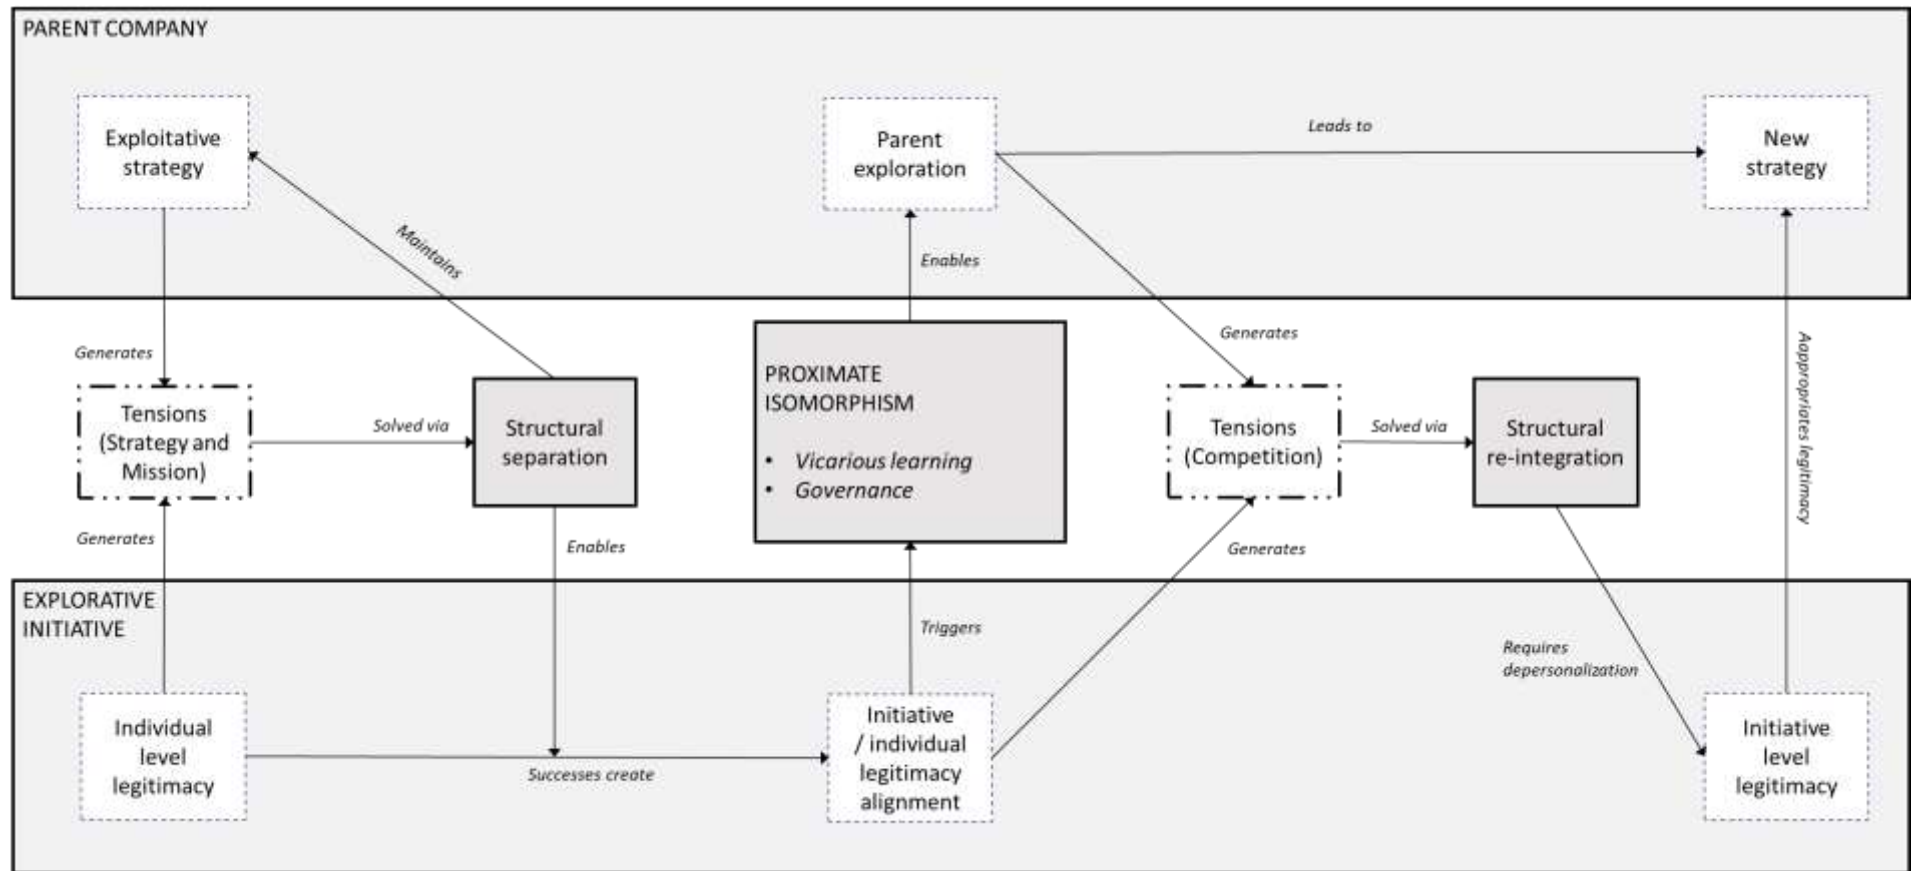 PARENT COMPANY
Exploitative
strategy
Parent
exploration
Leads to
New
strategy
Maintains
Enables
Generates
Generates
Aappropriates legitimacy
Tensions
(Strategy and
Mission)
Solved via
Structural
separation
PROXIMATE
ISOMORPHISM
• Vicarious learning
• Governance
Tensions
(Competition)
Solved via
Structural
re-integration
Generates
Enables
Generates
EXPLORATIVE
INITIATIVE
Triggers
Requires
depersonalization
Individual
level
legitimacy
Successes create
Initiative
/ individual
legitimacy
alignment
Initiative
level
legitimacy